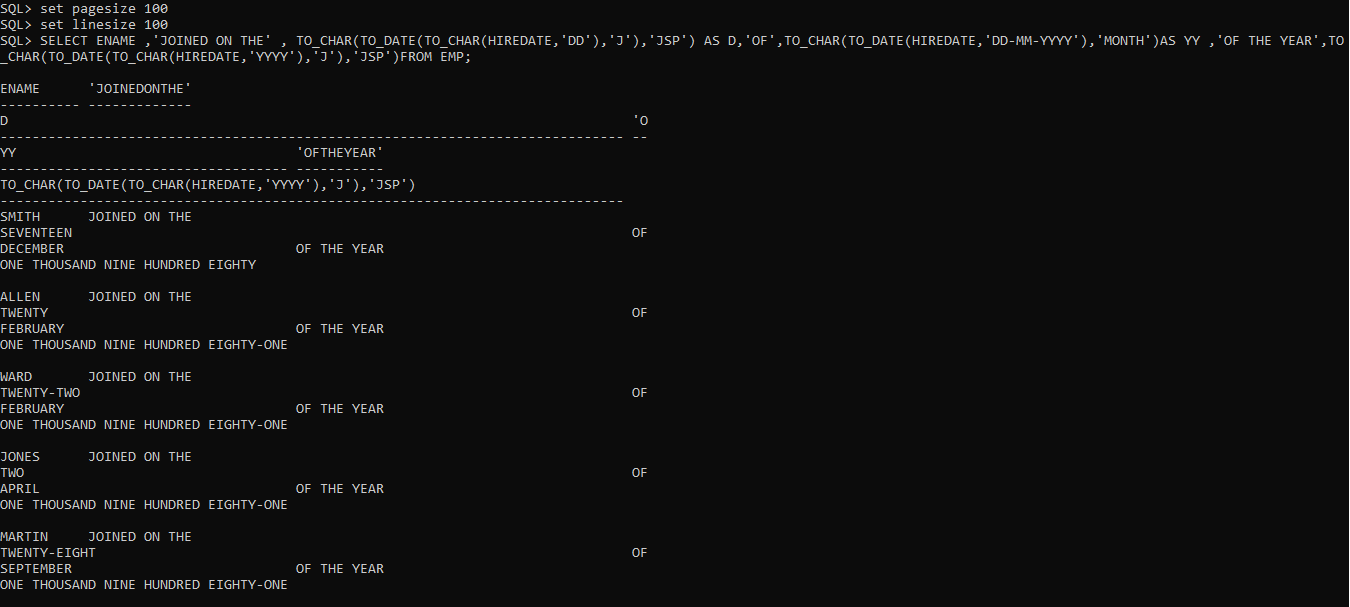 SQL> set pagesize 100
SQL> set linesize 100
SQL> SELECT ENAME ,'JOINED ON THE' , TO_CHAR(TO_DATE(TO_CHAR(HIREDATE,'DD'),'J'),'JSP') AS D,'OF',TO_CHAR(TO_DATE(HIREDATE,'DD-MM-YYYY'),'MONTH')AS YY ,'OF THE YEAR',TO
_CHAR(TO_DATE(TO_CHAR(HIREDATE,'YYYY'),'J'),'JSP')FROM EMP;

ENAME      'JOINEDONTHE'
---------- -------------
D                                                                              'O
------------------------------------------------------------------------------ --
YY                                   'OFTHEYEAR'
------------------------------------ -----------
TO_CHAR(TO_DATE(TO_CHAR(HIREDATE,'YYYY'),'J'),'JSP')
------------------------------------------------------------------------------
SMITH      JOINED ON THE
SEVENTEEN                                                                      OF
DECEMBER                             OF THE YEAR
ONE THOUSAND NINE HUNDRED EIGHTY

ALLEN      JOINED ON THE
TWENTY                                                                         OF
FEBRUARY                             OF THE YEAR
ONE THOUSAND NINE HUNDRED EIGHTY-ONE

WARD       JOINED ON THE
TWENTY-TWO                                                                     OF
FEBRUARY                             OF THE YEAR
ONE THOUSAND NINE HUNDRED EIGHTY-ONE

JONES      JOINED ON THE
TWO                                                                            OF
APRIL                                OF THE YEAR
ONE THOUSAND NINE HUNDRED EIGHTY-ONE

MARTIN     JOINED ON THE
TWENTY-EIGHT                                                                   OF
SEPTEMBER                            OF THE YEAR
ONE THOUSAND NINE HUNDRED EIGHTY-ONE